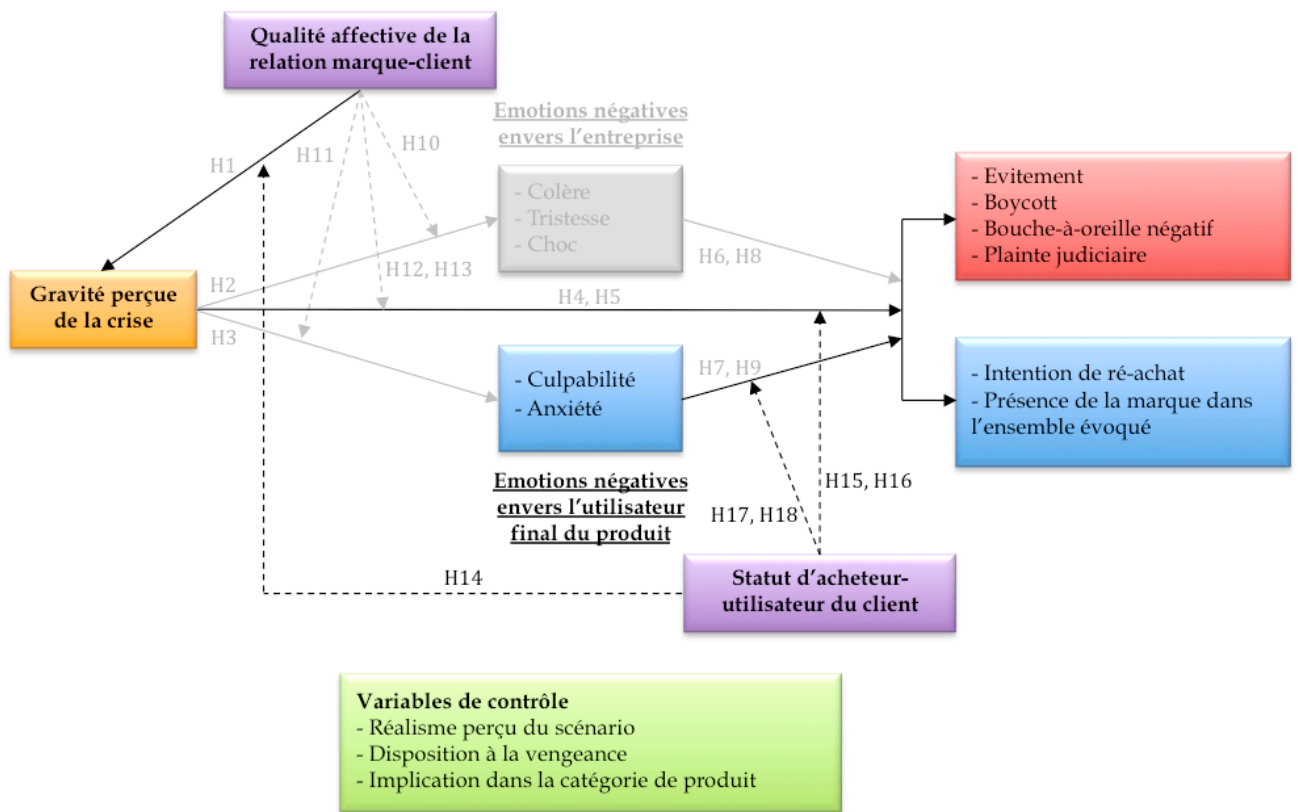 Qualité affective de la
relation marque-client
Emotions négatives
envers l'entreprise
H1
H11
H10
- Colère
- Tristesse
- Choc
- Evitement
- Boycott
- Bouche-à-oreille négatif
- Plainte judiciaire
H6, H8
H12, H13
H2
Gravité perçue
de la crise
H4, H5
H3
- Culpabilité
- Anxiété
H7, H9
- Intention de ré-achat
- Présence de la marque dans
l'ensemble évoqué
Emotions négatives
envers l'utilisateur
final du produit
H15, H16
H17, H18
H14
Statut d'acheteur-
utilisateur du client
Variables de contrôle
- Réalisme perçu du scénario
- Disposition à la vengeance
- Implication dans la catégorie de produit